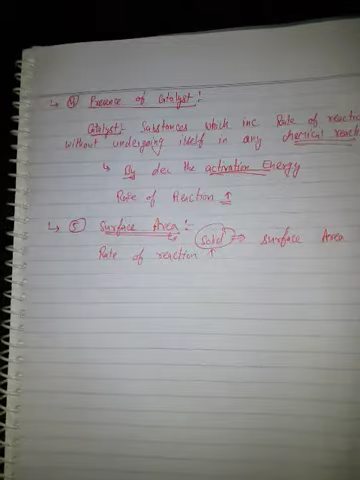 ↳ ④ Presence of Catalyst :
Catalyst :- Substances which inc Rate of reactio
without undergoing itself in any chemical reac
↳ By dec the activation Energy
Rate of Reaction ↑
↳ ⑤ Surface Area :-
Solid ⇒ surface Area
Rate of reaction ↑